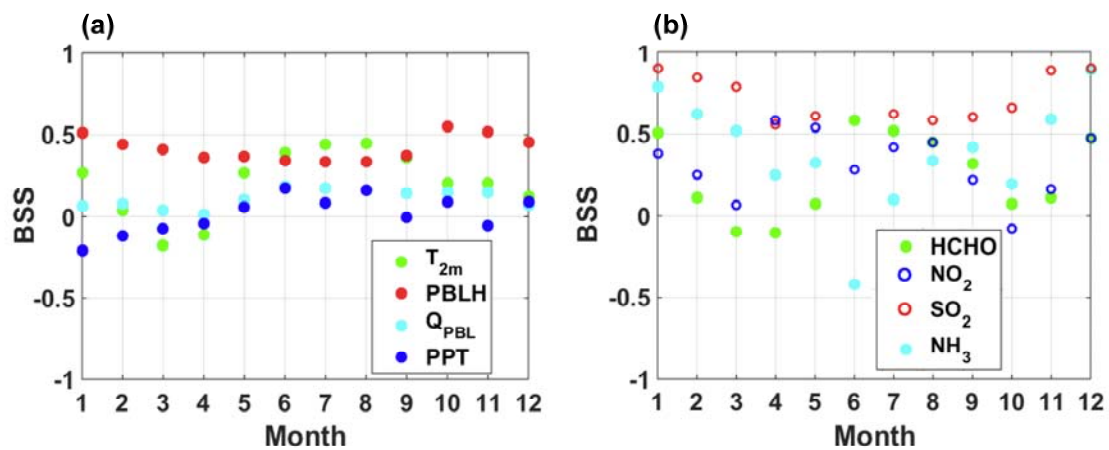 (a)
1
0.5
0
-0.5
-1
BSS
1 2 3 4 5 6 7 8 9 10 11 12
Month
T2m
PBLH
QPBL
PPT
(b)
1
0.5
0
-0.5
-1
BSS
1 2 3 4 5 6 7 8 9 10 11 12
Month
HCHO
NO2
SO2
NH3